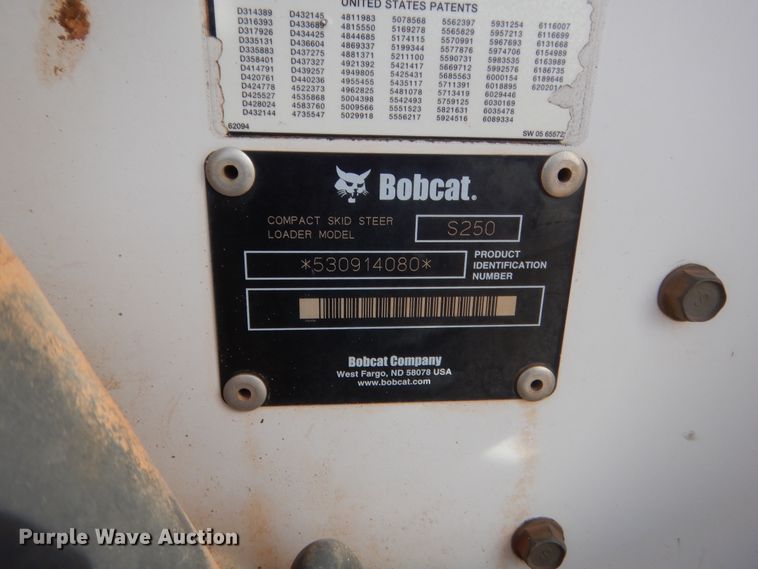 UNITED STATES PATENTS
D314389 D432145 4811983 5078568 5562397 5931254 6116007
D316393 D433689 4815550 5169278 5565829 5957213 6116699
D317926 D434425 4844685 5174115 5570991 5967693 6131668
D335131 D436604 4869337 5199344 5577876 5974706 6154989
D335883 D437275 4881371 5211100 5590731 5983535 6163989
D358401 D437327 4921392 5421417 5669712 5992576 6186735
D414791 D439257 4949805 5425431 5685563 6000154 6189646
D420761 D440236 4955455 5435117 5711391 6018895
D424778 4522373 4962825 5481078 5713419 6029446
D425527 4535868 5004398 5542493 5759125 6030169
D428024 4583760 5009566 5551523 5821631 6035478
D432144 4735547 5029918 5556217 5924516 6089334
62094 SW 05 65572
Bobcat.
COMPACT SKID STEER
LOADER MODEL S250
*530914080* PRODUCT
IDENTIFICATION
NUMBER
Bobcat Company
West Fargo, ND 58078 USA
www.bobcat.com
Purple Wave Auction